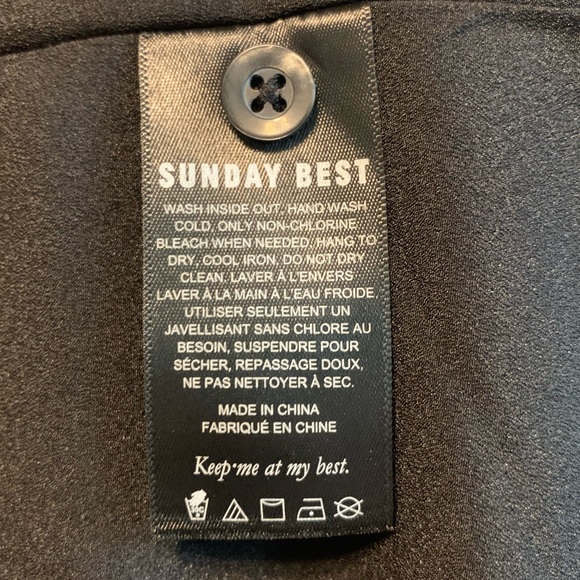 SUNDAY BEST
WASH INSIDE OUT, HAND WASH
COLD, ONLY NON-CHLORINE
BLEACH WHEN NEEDED, HANG TO
DRY, COOL IRON, DO NOT DRY
CLEAN. LAVER À L'ENVERS
LAVER À LA MAIN À L'EAU FROIDE,
UTILISER SEULEMENT UN
JAVELLISANT SANS CHLORE AU
BESOIN, SUSPENDRE POUR
SÉCHER, REPASSAGE DOUX,
NE PAS NETTOYER À SEC.
MADE IN CHINA
FABRIQUÉ EN CHINE
Keep me at my best.
30C